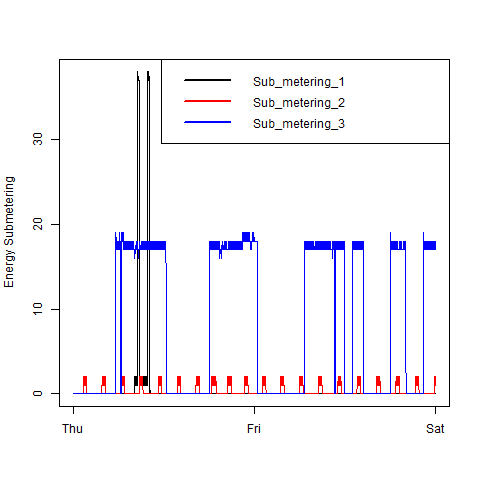 Sub_metering_1
Sub_metering_2
Sub_metering_3
Energy Submetering
30
20
10
0
Thu
Fri
Sat